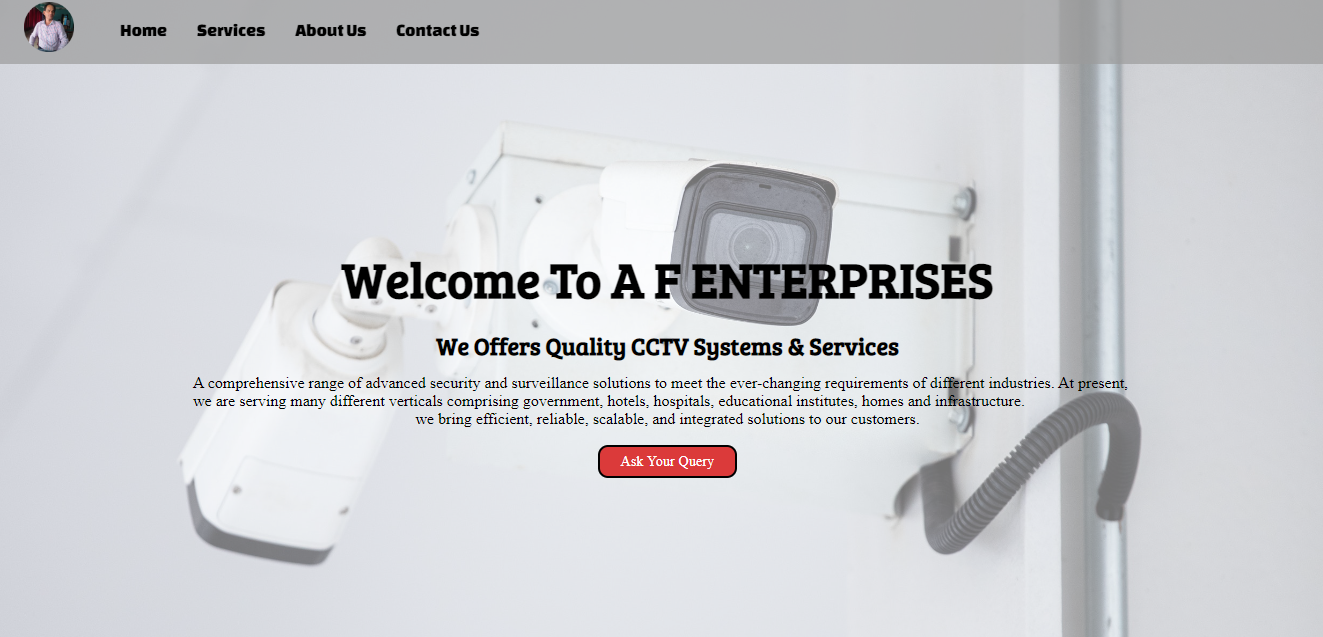 Home Services About Us Contact Us
Welcome To A F ENTERPRISES
We Offers Quality CCTV Systems & Services
A comprehensive range of advanced security and surveillance solutions to meet the ever-changing requirements of different industries. At present,
we are serving many different verticals comprising government, hotels, hospitals, educational institutes, homes and infrastructure.
we bring efficient, reliable, scalable, and integrated solutions to our customers.
Ask Your Query